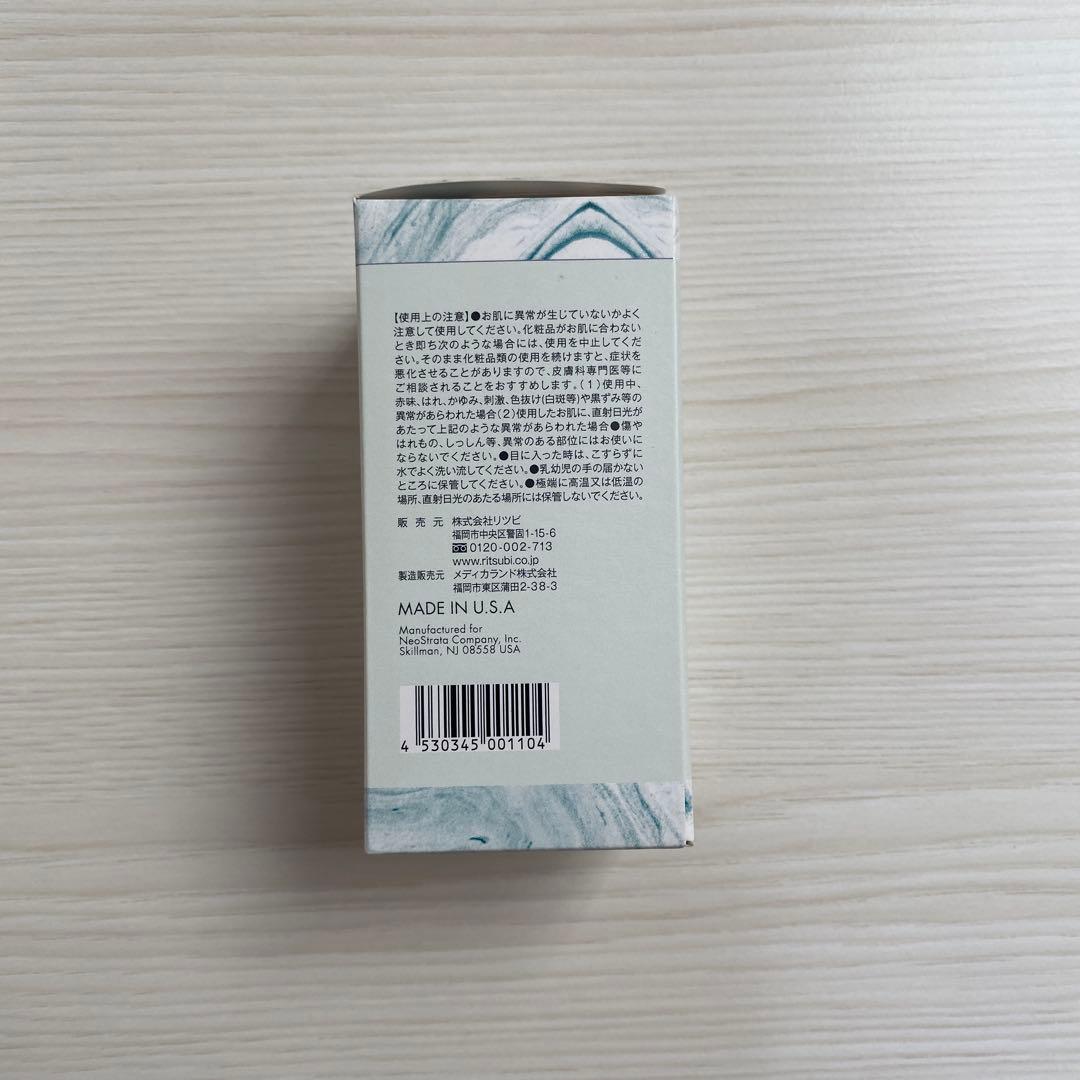 【使用上の注意】●お肌に異常が生じていないかよく
注意して使用してください。化粧品がお肌に合わない
とき即ち次のような場合には、使用を中止してくだ
さい。そのまま化粧品類の使用を続けますと、症状を
悪化させることがありますので、皮膚科専門医等に
ご相談されることをおすすめします。(1)使用中、
赤味、はれ、かゆみ、刺激、色抜け(白斑等)や黒ずみ等の
異常があらわれた場合(2)使用したお肌に、直射日光が
あたって上記のような異常があらわれた場合●傷や
はれもの、しっしん等、異常のある部位にはお使いに
ならないでください。●目に入った時は、こすらずに
水でよく洗い流してください。●乳幼児の手の届かない
ところに保管してください。●極端に高温又は低温の
場所、直射日光のあたる場所には保管しないでください。
販売元 株式会社リツビ
福岡市中央区警固1-15-6
0120-002-713
www.ritsubi.co.jp
製造販売元 メディカランド株式会社
福岡市東区蒲田2-38-3
MADE IN U.S.A
Manufactured for
NeoStrata Company, Inc.
Skillman, NJ 08558 USA
4 530345 001104